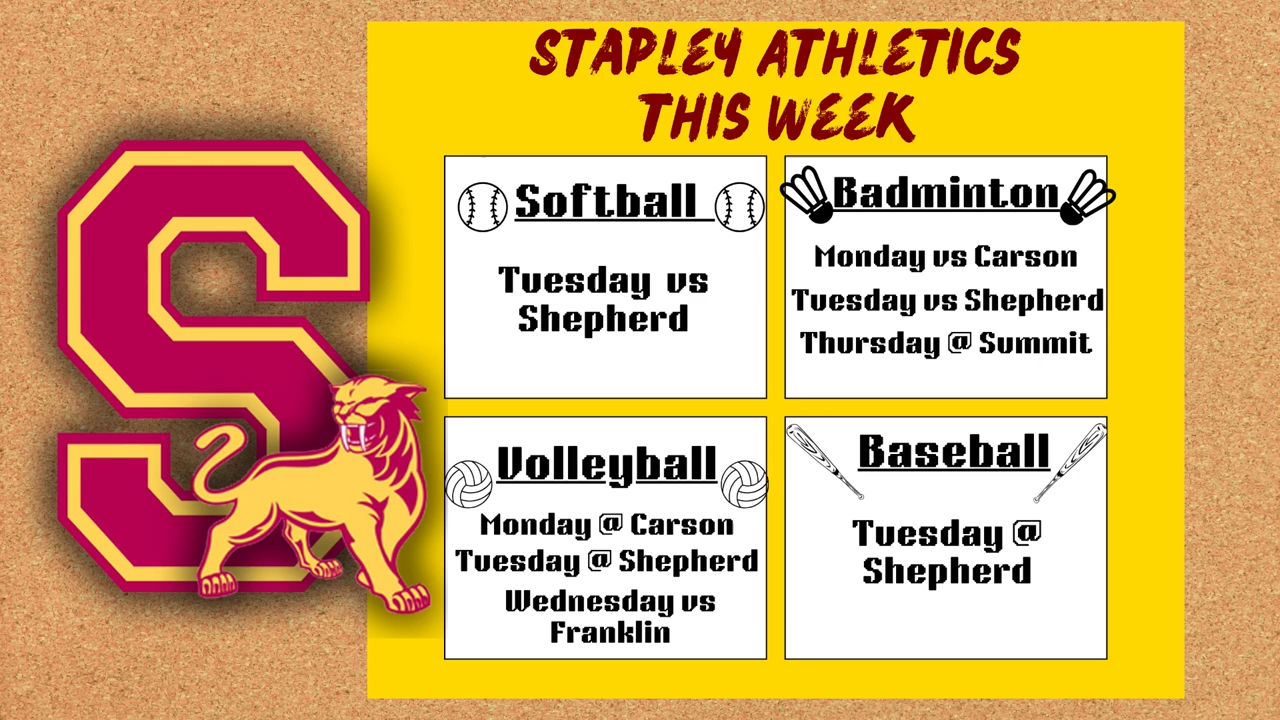 STAPLEY ATHLETICS
THIS WEEK
Softball
Tuesday vs
Shepherd
Badminton
Monday vs Carson
Tuesday vs Shepherd
Thursday @ Summit
Volleyball
Monday @ Carson
Tuesday @ Shepherd
Wednesday vs
Franklin
Baseball
Tuesday @
Shepherd
S